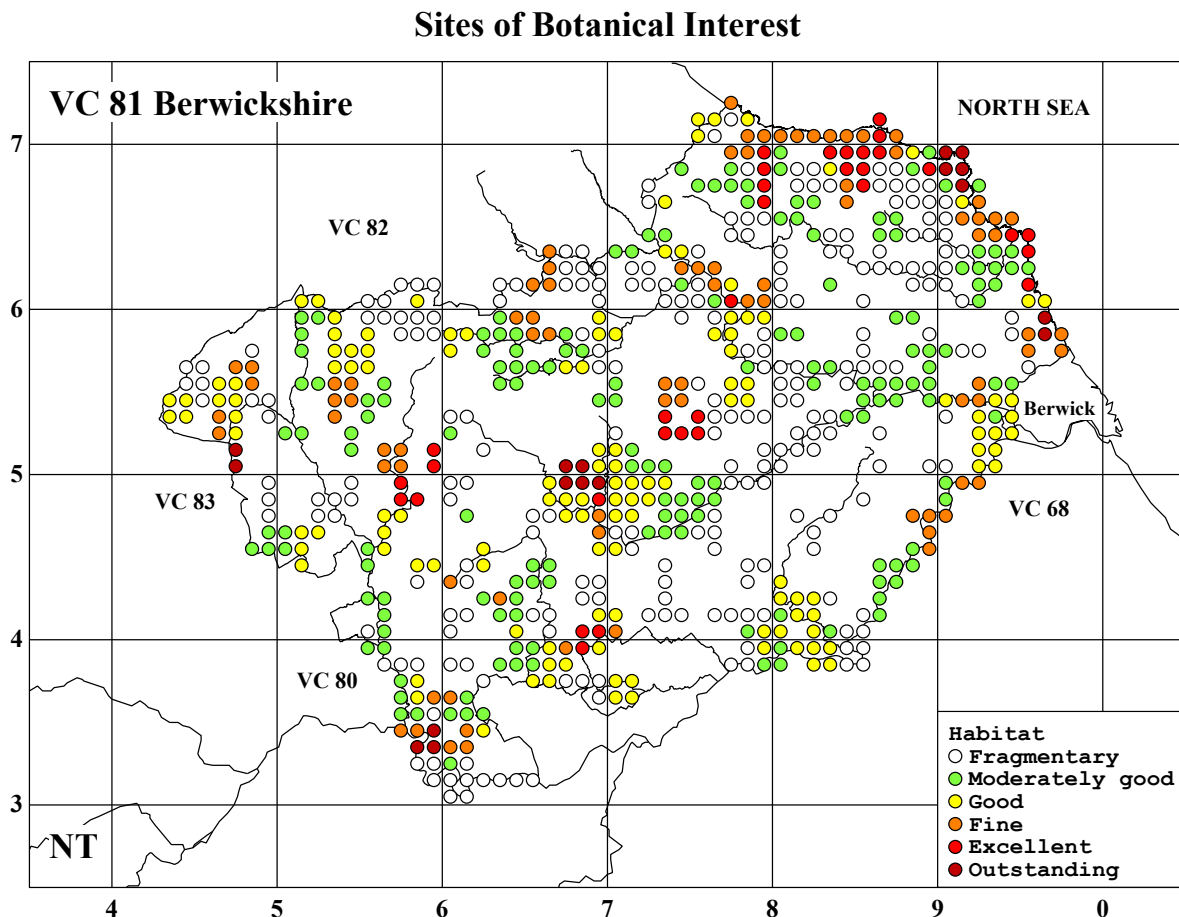 Sites of Botanical Interest
VC 81 Berwickshire
NORTH SEA
7
VC 82
6
Berwick
5
VC 83
VC 68
4
VC 80
Habitat
Fragmentary
Moderately good
Good
Fine
Excellent
Outstanding
3
NT
4 5 6 7 8 9 0